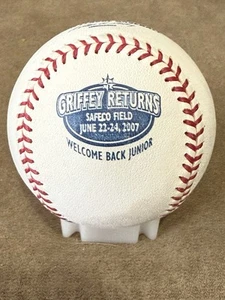 GRIFFEY RETURNS
SAFECO FIELD
JUNE 22-24, 2007
WELCOME BACK JUNIOR